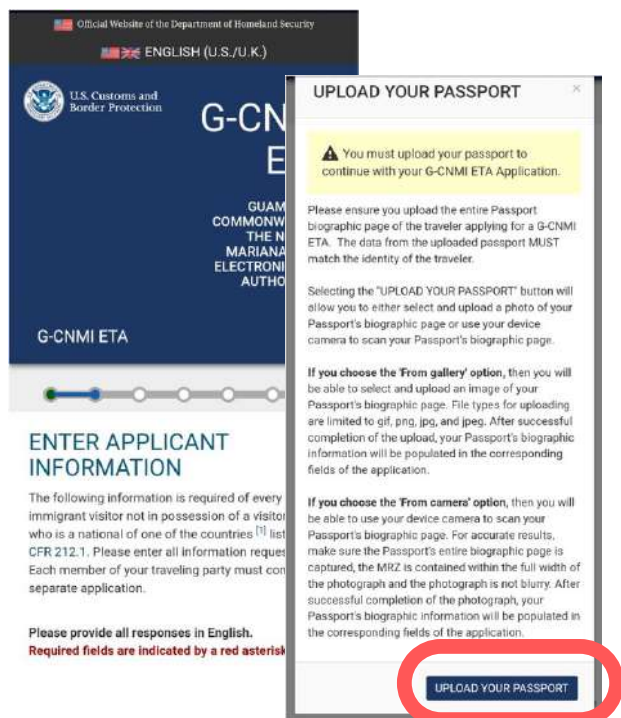 Official Website of the Department of Homeland Security
ENGLISH (U.S./U.K.)
U.S. Customs and
Border Protection
G-CN
E
GUAM
COMMONW
THE N
MARIANA
ELECTRONI
AUTHO
G-CNMI ETA
ENTER APPLICANT
INFORMATION
The following information is required of every
immigrant visitor not in possession of a visitor
who is a national of one of the countries [1] list
CFR 212.1. Please enter all information reques
Each member of your traveling party must con
separate application.
Please provide all responses in English.
Required fields are indicated by a red asterisk
UPLOAD YOUR PASSPORT
×
You must upload your passport to
continue with your G-CNMI ETA Application.
Please ensure you upload the entire Passport
biographic page of the traveler applying for a G-CNMI
ETA. The data from the uploaded passport MUST
match the identity of the traveler.
Selecting the "UPLOAD YOUR PASSPORT" button will
allow you to either select and upload a photo of your
Passport's biographic page or use your device
camera to scan your Passport's biographic page.
If you choose the 'From gallery' option, then you will
be able to select and upload an image of your
Passport's biographic page. File types for uploading
are limited to gif, png, jpg, and jpeg. After successful
completion of the upload, your Passport's biographic
information will be populated in the corresponding
fields of the application.
If you choose the 'From camera' option, then you will
be able to use your device camera to scan your
Passport's biographic page. For accurate results,
make sure the Passport's entire biographic page is
captured, the MRZ is contained within the full width of
the photograph and the photograph is not blurry. After
successful completion of the photograph, your
Passport's biographic information will be populated in
the corresponding fields of the application.
UPLOAD YOUR PASSPORT